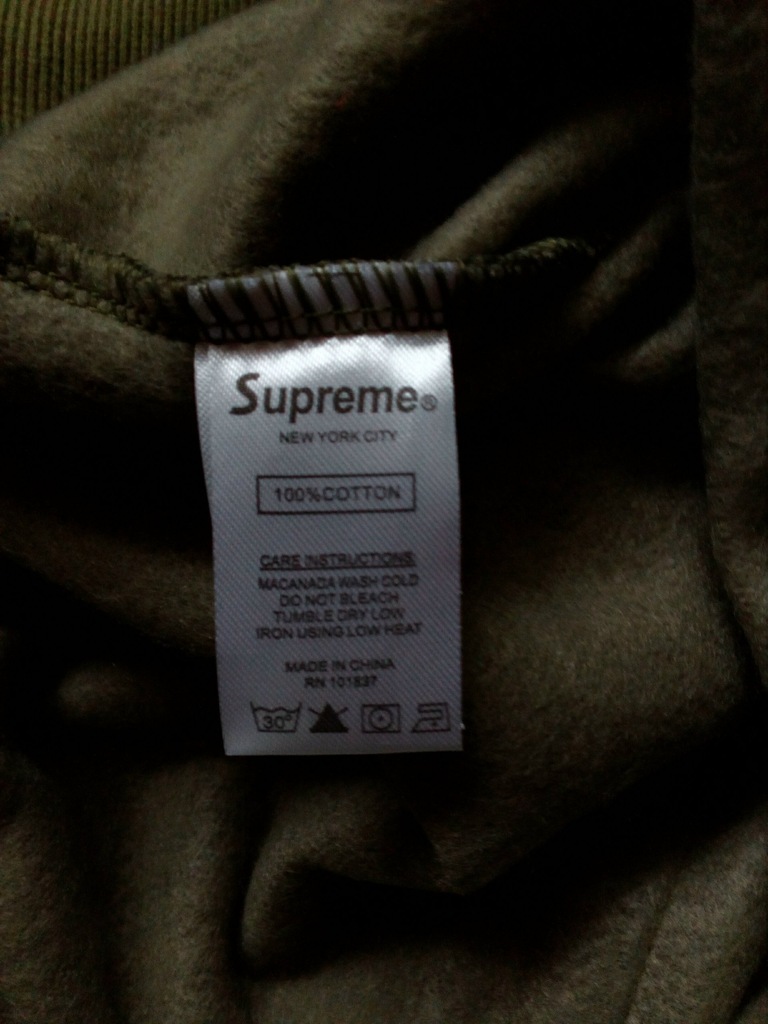 Supreme®
NEW YORK CITY
100%COTTON
CARE INSTRUCTIONS
MACANADA WASH COLD
DO NOT BLEACH
TUMBLE DRY LOW
IRON USING LOW HEAT
MADE IN CHINA
RN 101837
30°